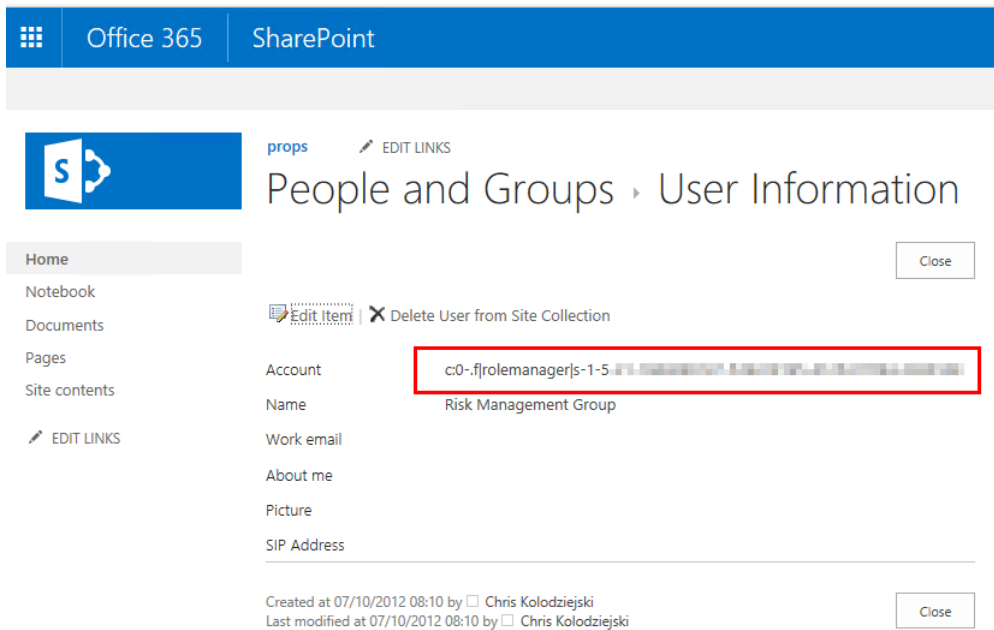 Office 365 SharePoint
S
props EDIT LINKS
People and Groups ▸ User Information
Home
Notebook
Documents
Pages
Site contents
EDIT LINKS
Close
Edit Item | Delete User from Site Collection
Account c:0-.f|rolemanager|s-1-5
Name Risk Management Group
Work email
About me
Picture
SIP Address
Created at 07/10/2012 08:10 by Chris Kolodziejski
Last modified at 07/10/2012 08:10 by Chris Kolodziejski
Close